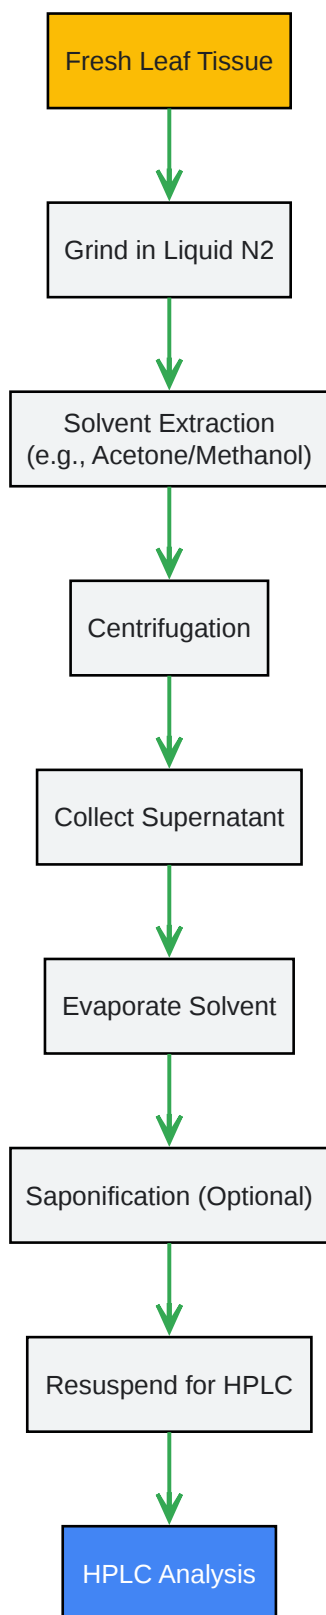 Fresh Leaf Tissue
Grind in Liquid N2
Solvent Extraction
(e.g., Acetone/Methanol)
Centrifugation
Collect Supernatant
Evaporate Solvent
Saponification (Optional)
Resuspend for HPLC
HPLC Analysis